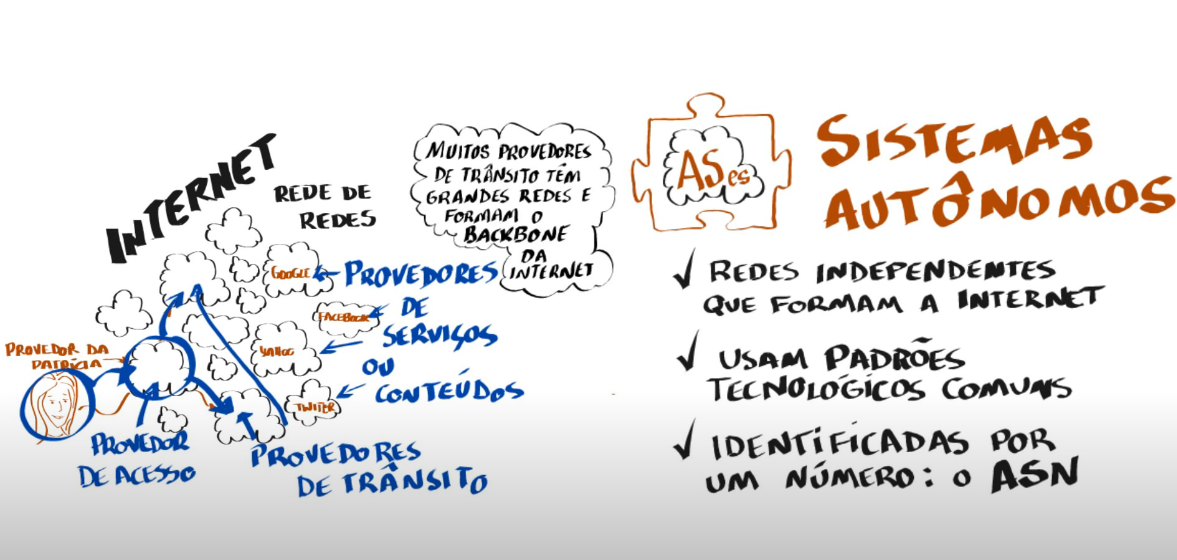 INTERNET
REDE DE
REDES
MUITOS PROVEDORES
DE TRÂNSITO TÊM
GRANDES REDES E
FORMAM O
BACKBONE
DA
INTERNET
GOOGLE
FACEBOOK
YAHOO
TWITER
PROVEDORES
DE
SERVIÇOS
OU
CONTEÚDOS
PROVEDOR DA
PATRÍCIA
PROVEDOR
DE ACESSO
PROVEDORES
DE TRÂNSITO
ASes
SISTEMAS
AUTÔNOMOS
✓ REDES INDEPENDENTES
QUE FORMAM A INTERNET
✓ USAM PADRÕES
TECNOLÓGICOS COMUNS
✓ IDENTIFICADAS POR
UM NÚMERO: O ASN